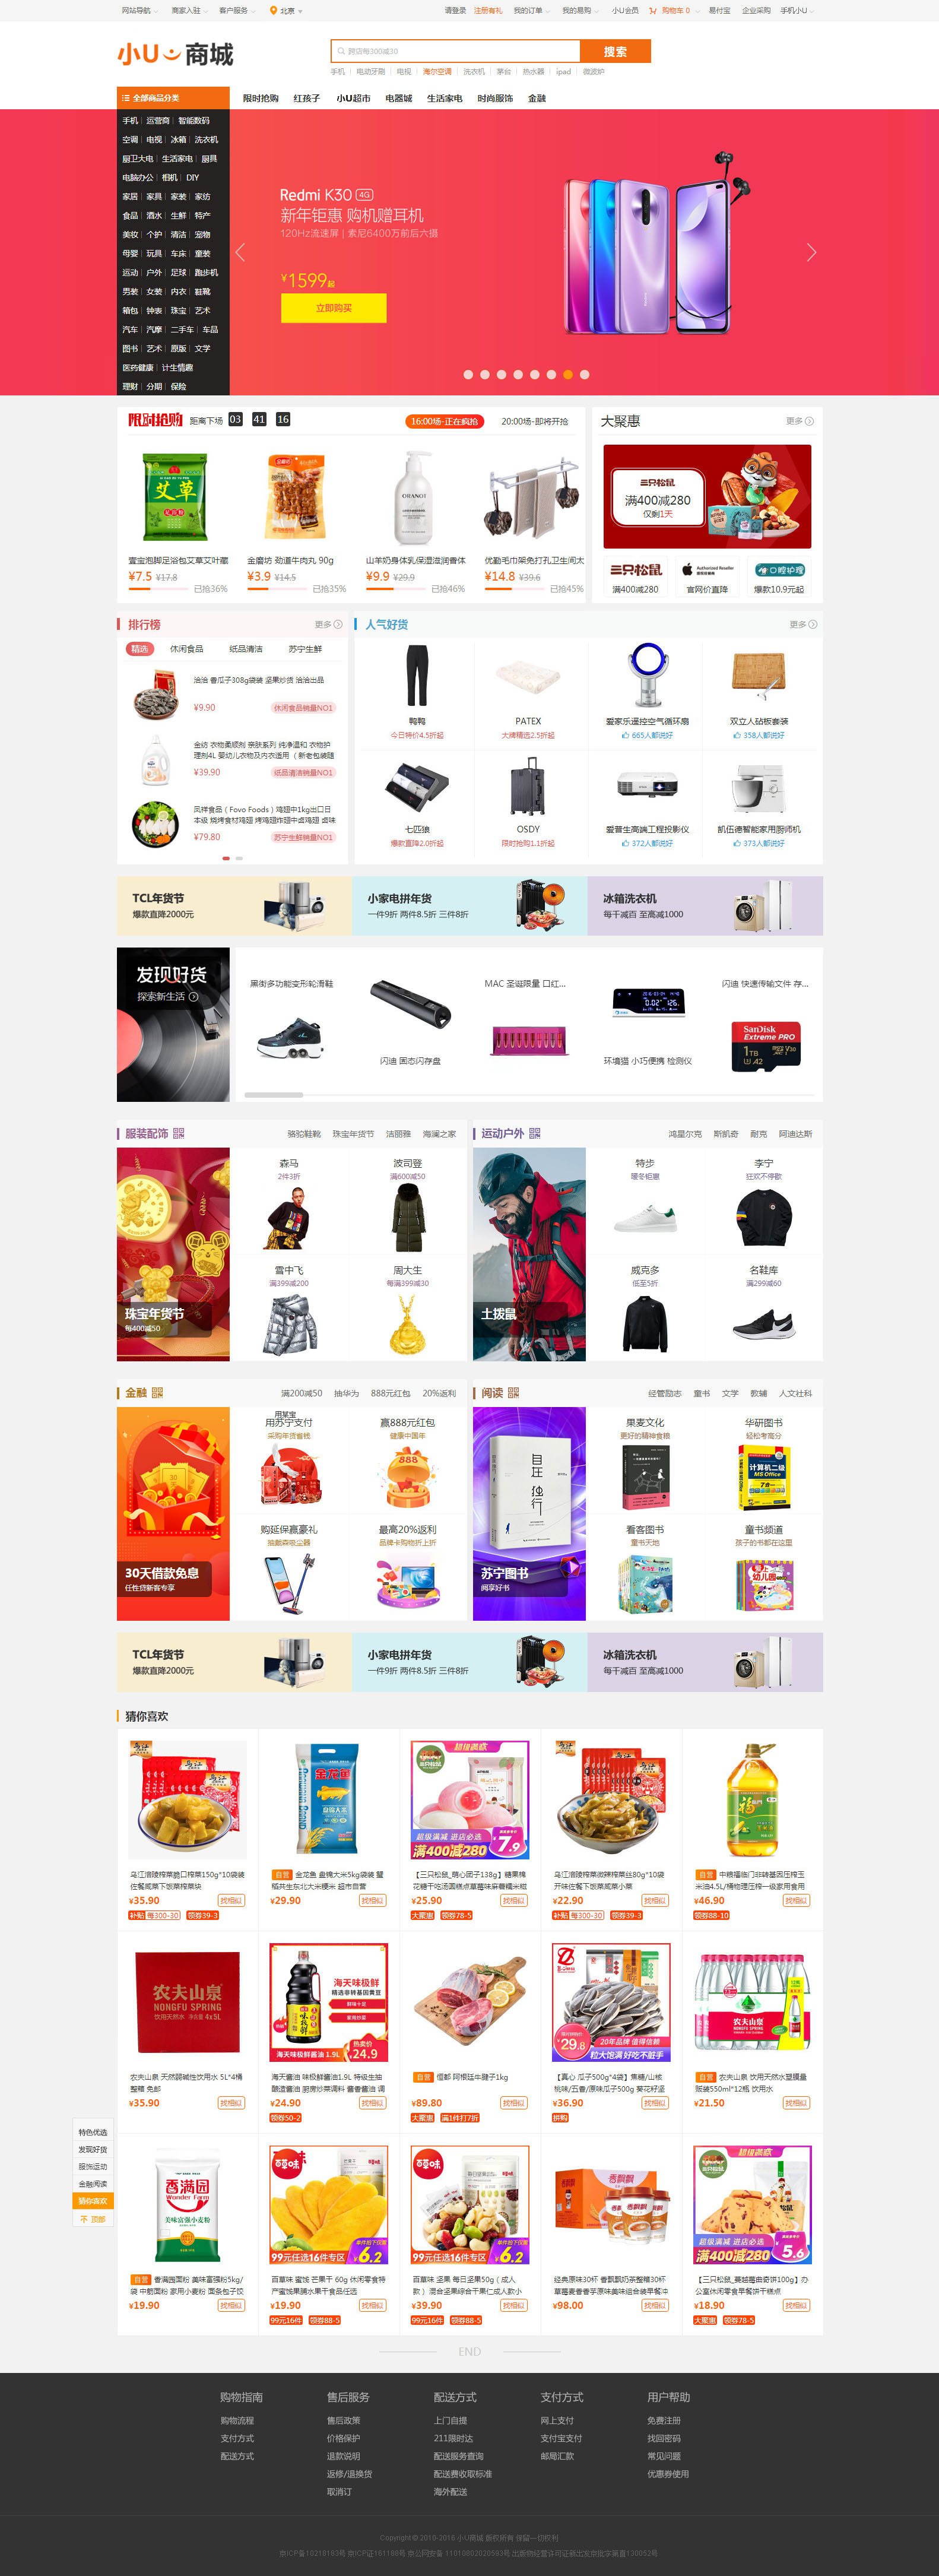 网站导航 商家入驻 客户服务 北京 请登录 注册有礼 我的订单 我的易购 小U会员 购物车 0 易付宝 企业采购 手机小U
小U 商城
跨店每300减30 搜索
手机 电动牙刷 电视 海尔空调 洗衣机 茅台 热水器 ipad 微波炉
全部商品分类 限时抢购 红孩子 小U超市 电器城 生活家电 时尚服饰 金融
手机 运营商 智能数码
空调 电视 冰箱 洗衣机
厨卫大电 生活家电 厨具
电脑办公 相机 DIY
家居 家具 家装 家纺
食品 酒水 生鲜 特产
美妆 个护 清洁 宠物
母婴 玩具 车床 童装
运动 户外 足球 跑步机
男装 女装 内衣 鞋靴
箱包 钟表 珠宝 艺术
汽车 汽摩 二手车 车品
图书 艺术 原版 文学
医药健康 计生情趣
理财 分期 保险
Redmi K30 4G
新年钜惠 购机赠耳机
120Hz流速屏 | 索尼6400万前后六摄
¥1599起
立即购买
限时抢购 距离下场 03 41 16 16:00场-正在疯抢 20:00场-即将开抢
壹宝泡脚足浴包艾草艾叶蘸 金磨坊 劲道牛肉丸 90g 山羊奶身体乳保湿滋润香体 优勤毛巾架免打孔卫生间太
¥7.5 ¥17.8 ¥3.9 ¥14.5 ¥9.9 ¥29.9 ¥14.8 ¥39.6
已抢36% 已抢35% 已抢46% 已抢45%
大聚惠 更多
三只松鼠
满400减280
仅剩1天
三只松鼠 Authorized Reseller 口腔护理
满400减280 官网价直降 爆款10.9元起
排行榜 更多
精选 休闲食品 纸品清洁 苏宁生鲜
洽洽 香瓜子308g袋装 坚果炒货 洽洽出品
¥9.90 休闲食品销量NO1
金纺 衣物柔顺剂 亲肤系列 纯净温和 衣物护
理剂4L 婴幼儿衣物及内衣适用（新老包装随
¥39.90 纸品清洁销量NO1
凤祥食品（Fovo Foods）鸡翅中1kg出口日
本级 烧烤食材鸡翅 烤鸡翅炸翅中卤鸡翅 卤味
¥79.80 苏宁生鲜销量NO1
人气好货 更多
鸭鸭 PATEX 爱家乐遥控空气循环扇 双立人砧板套装
今日特价4.5折起 大牌精选2.5折起 665人都说好 358人都说好
七匹狼 OSDY 爱普生高端工程投影仪 凯伍德智能家用厨师机
爆款直降2.0折起 限时抢购1.1折起 372人都说好 373人都说好
TCL年货节 小家电拼年货 冰箱洗衣机
爆款直降2000元 一件9折 两件8.5折 三件8折 每千减百 至高减1000
发现好货
探索新生活
黑街多功能变形轮滑鞋 MAC 圣诞限量 口红... 闪迪 快速传输文件 存...
闪迪 固态闪存盘 环境猫 小巧便携 检测仪
SanDisk
Extreme PRO
1TB
服装配饰 骆驼鞋靴 珠宝年货节 洁丽雅 海澜之家
森马 波司登
2件3折 满600减50
雪中飞 周大生
满399减200 每满399减30
珠宝年货节
每400减50
运动户外 鸿星尔克 斯凯奇 耐克 阿迪达斯
特步 李宁
暖冬钜惠 狂欢不停歇
威克多 名鞋库
低至5折 满299减60
土拨鼠
金融 满200减50 抽华为 888元红包 20%返利
用苏宁支付 赢888元红包
采购年货省钱 健康中国年
购延保赢豪礼 最高20%返利
抽戴森吸尘器 品牌卡购物折上折
30天借款免息
任性贷新客专享
阅读 经管励志 童书 文学 教辅 人文社科
自在独行
果麦文化 华研图书
更好的精神食粮 轻松考高分
看客图书 童书频道
童书天地 孩子的书都在这里
苏宁图书
阅享好书
TCL年货节 小家电拼年货 冰箱洗衣机
爆款直降2000元 一件9折 两件8.5折 三件8折 每千减百 至高减1000
猜你喜欢
乌江涪陵榨菜脆口榨菜150g*10袋装
佐餐咸菜下饭菜榨菜块
¥35.90 找相似
补贴 每300-30 领券39-3
自营 金龙鱼 盘锦大米5kg袋装 蟹
稻共生东北大米粳米 超市自营
¥29.90 找相似
【三只松鼠_萌心团子138g】糖果棉
花糖干吃汤圆糕点草莓味麻薯糯米糍
¥25.90 找相似
大聚惠 领券78-5
乌江涪陵榨菜微辣榨菜丝80g*10袋
开味佐餐下饭菜咸菜小菜
¥22.90 找相似
补贴 每300-30 领券39-3
自营 中粮福临门非转基因压榨玉
米油4.5L/桶物理压榨一级家用食用
¥46.90 找相似
领券88-10
农夫山泉 天然弱碱性饮用水 5L*4桶
整箱 免邮
¥35.90 找相似
海天酱油 味极鲜酱油1.9L 特级生抽
酿造酱油 厨房炒菜调料 蘸香酱油 调
¥24.90 找相似
领券50-2
自营 恒都 阿根廷牛腱子1kg
¥89.80 找相似
大聚惠 满1件打7折
【真心 瓜子500g*4袋】焦糖/山核
桃味/五香/原味瓜子500g 葵花籽坚
¥36.90 找相似
拼购
自营 农夫山泉 饮用天然水塑膜量
贩装550ml*12瓶 饮用水
¥21.50 找相似
自营 香满园面粉 美味富强粉5kg/
袋 中筋面粉 家用小麦粉 面条包子饺
¥19.90 找相似
百草味 蜜饯 芒果干 60g 休闲零食特
产蜜饯果脯水果干食品任选
¥19.90 找相似
99元16件 领券88-5
百草味 坚果 每日坚果50g（成人
款）混合坚果综合干果仁成人款小
¥39.90 找相似
99元16件 领券88-5
经典原味30杯 香飘飘奶茶整箱30杯
草莓麦香香芋原味美味组合装早餐冲
¥98.00 找相似
【三只松鼠_蔓越莓曲奇饼100g】办
公室休闲零食早餐饼干糕点
¥18.90 找相似
大聚惠 领券78-5
特色优选
发现好货
服饰运动
金融阅读
猜你喜欢
顶部
END
购物指南 售后服务 配送方式 支付方式 用户帮助
购物流程 售后政策 上门自提 网上支付 免费注册
支付方式 价格保护 211限时达 支付宝支付 找回密码
配送方式 退款说明 配送服务查询 邮局汇款 常见问题
返修/退换货 配送费收取标准 优惠券使用
取消订 海外配送
Copyright © 2010-2016 小U商城 版权所有 保留一切权利